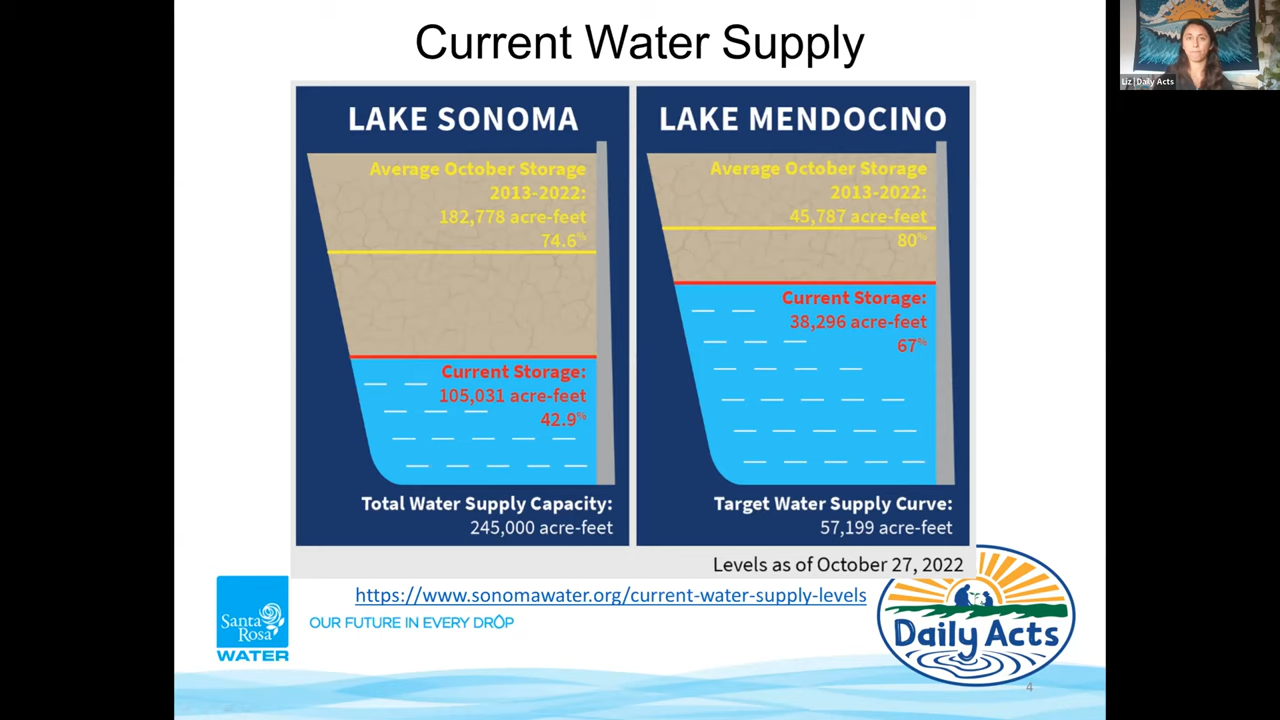 Current Water Supply
LAKE SONOMA
Average October Storage
2013-2022:
182,778 acre-feet
74.6%
Current Storage:
105,031 acre-feet
42.9%
Total Water Supply Capacity:
245,000 acre-feet
LAKE MENDOCINO
Average October Storage
2013-2022:
45,787 acre-feet
80%
Current Storage:
38,296 acre-feet
67%
Target Water Supply Curve:
57,199 acre-feet
Levels as of October 27, 2022
https://www.sonomawater.org/current-water-supply-levels
Santa
Rosa
WATER
OUR FUTURE IN EVERY DROP
Daily Acts
4
Liz | Daily Acts